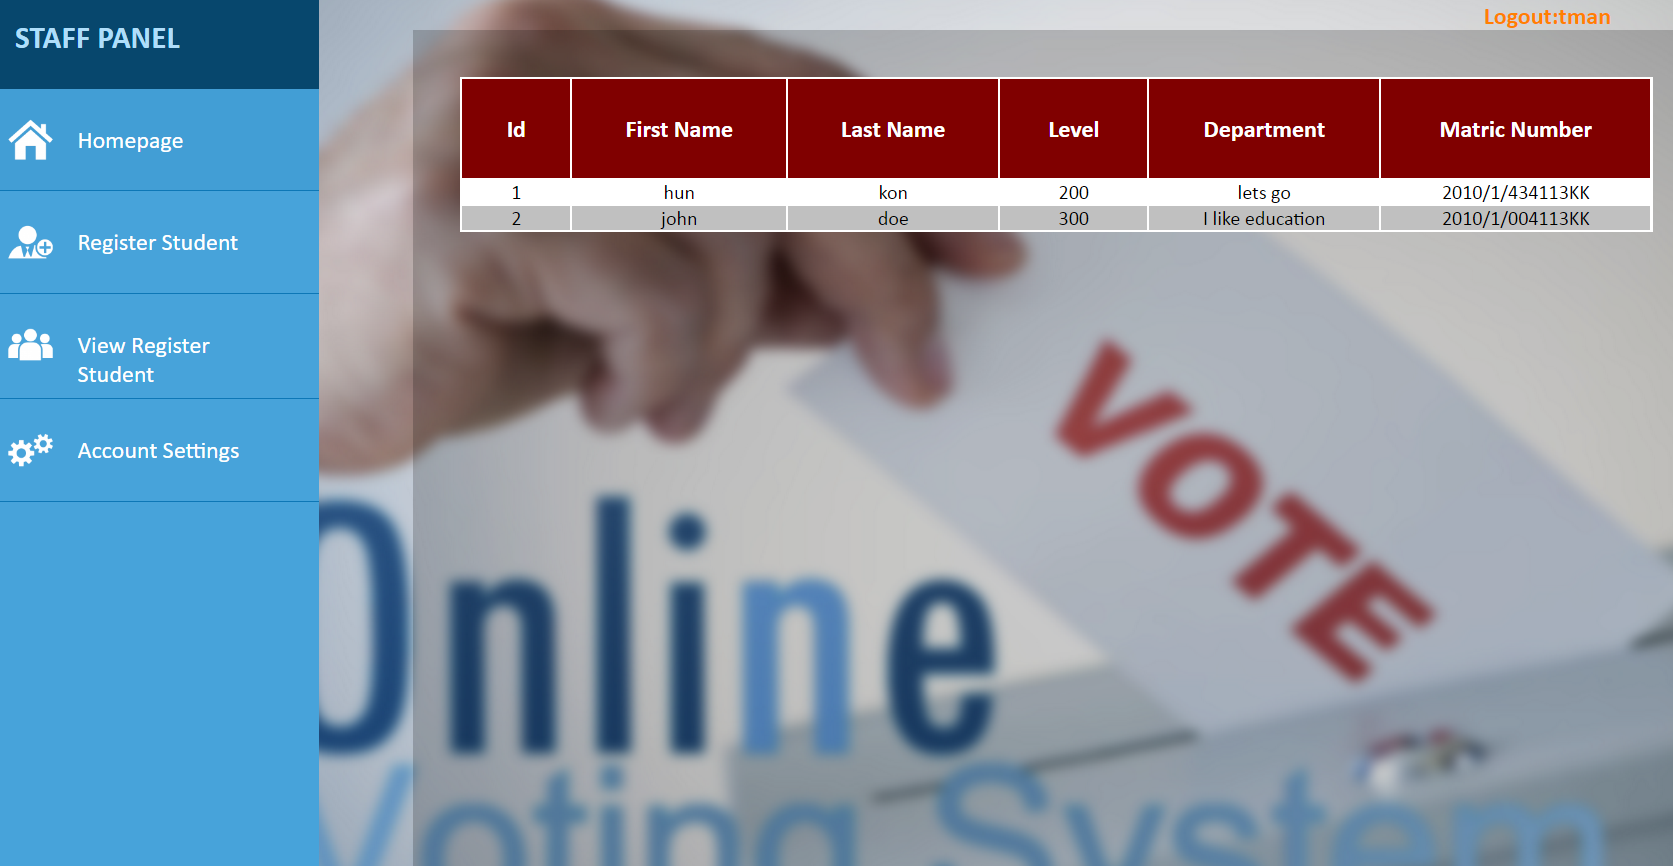 STAFF PANEL
Logout:tman
Homepage
Register Student
View Register
Student
Account Settings
Id First Name Last Name Level Department Matric Number
1 hun kon 200 lets go 2010/1/434113KK
2 john doe 300 I like education 2010/1/004113KK
VOTE
Online
Voting System